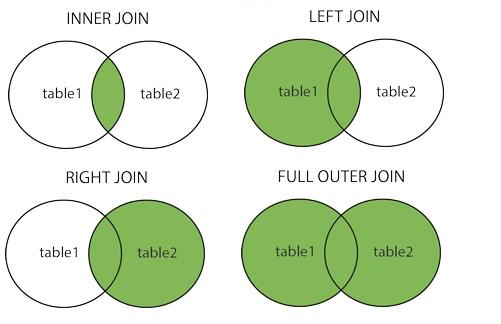 INNER JOIN
table1 table2
LEFT JOIN
table1 table2
RIGHT JOIN
table1 table2
FULL OUTER JOIN
table1 table2